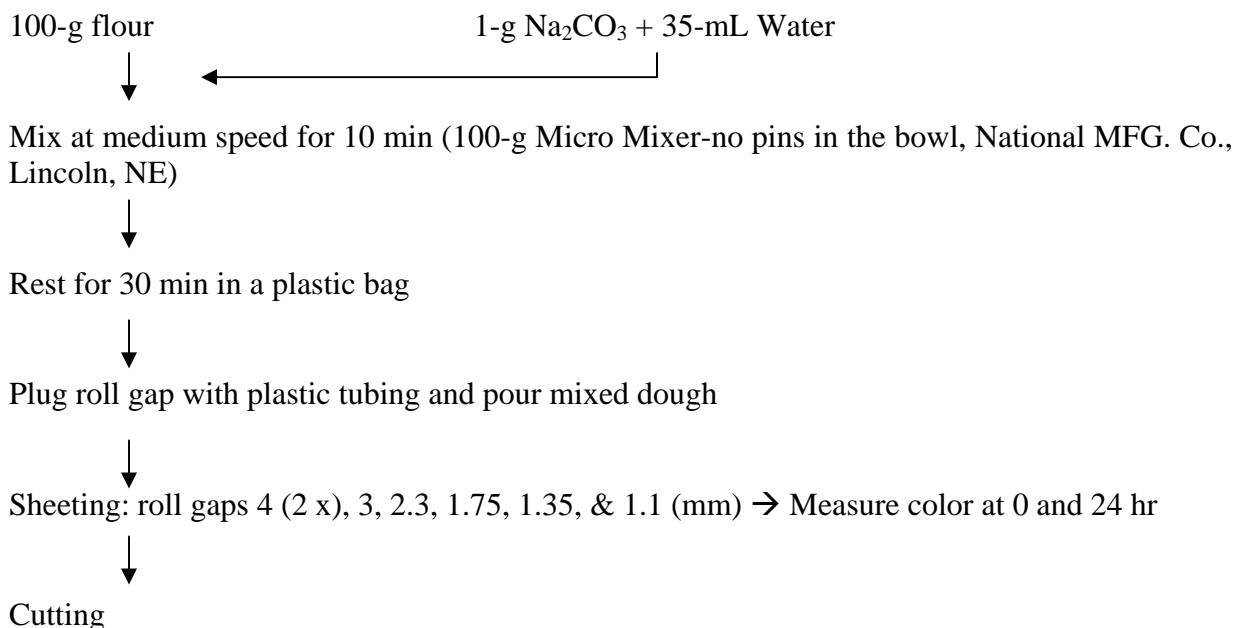 100-g flour 1-g Na₂CO₃ + 35-mL Water
Mix at medium speed for 10 min (100-g Micro Mixer-no pins in the bowl, National MFG. Co.,
Lincoln, NE)
Rest for 30 min in a plastic bag
Plug roll gap with plastic tubing and pour mixed dough
Sheeting: roll gaps 4 (2 x), 3, 2.3, 1.75, 1.35, & 1.1 (mm) → Measure color at 0 and 24 hr
Cutting